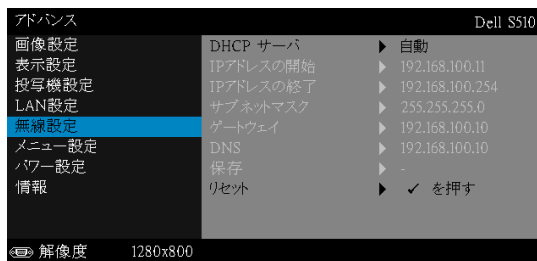 アドバンス Dell S510
画像設定
表示設定
投写機設定
LAN設定
無線設定
メニュー設定
パワー設定
情報
DHCP サーバ 自動
IPアドレスの開始 192.168.100.11
IPアドレスの終了 192.168.100.254
サブネットマスク 255.255.255.0
ゲートウェイ 192.168.100.10
DNS 192.168.100.10
保存 -
リセット ✓ を押す
解像度 1280x800